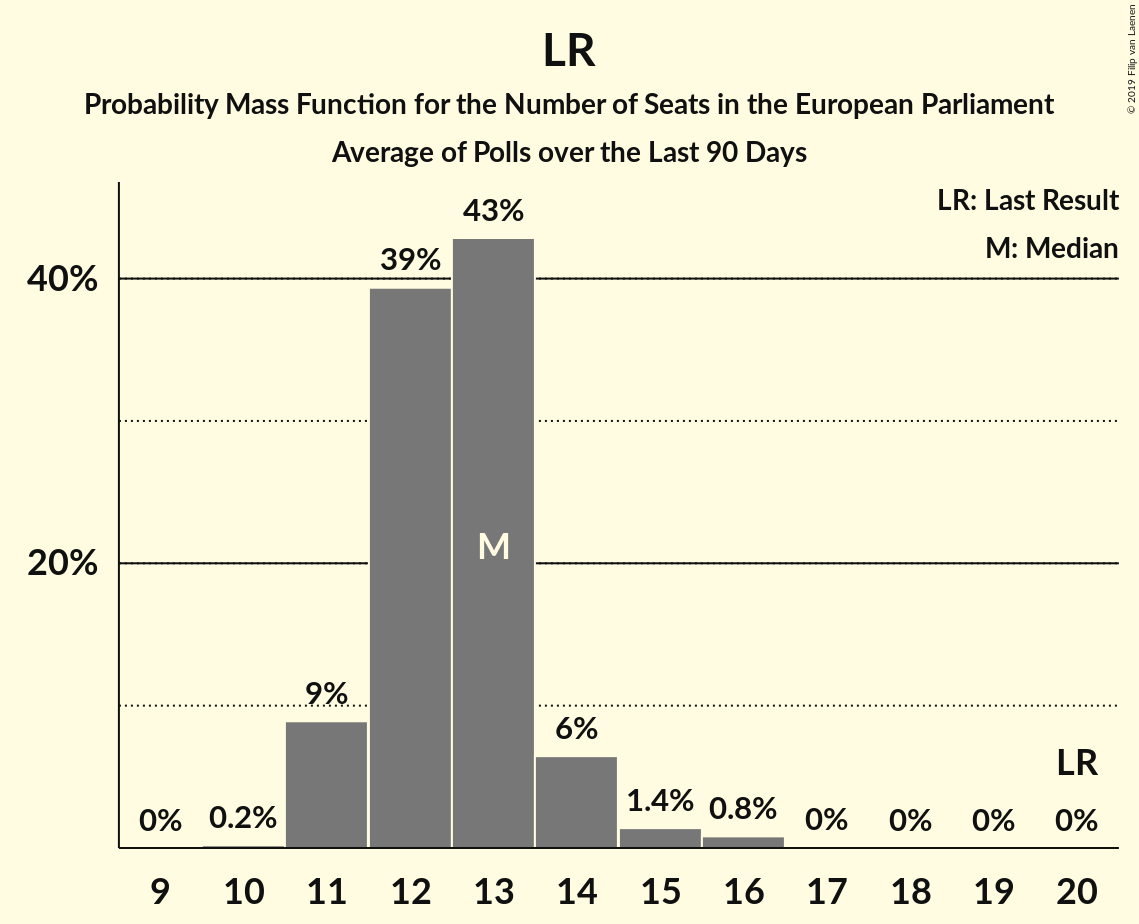 LR
Probability Mass Function for the Number of Seats in the European Parliament
Average of Polls over the Last 90 Days
© 2019 Filip van Laenen
LR: Last Result
M: Median
43%
39%
40%
M
20%
9%
6%
LR
0%
0.2%
1.4%
0.8%
0%
0%
0%
0%
9 10 11 12 13 14 15 16 17 18 19 20